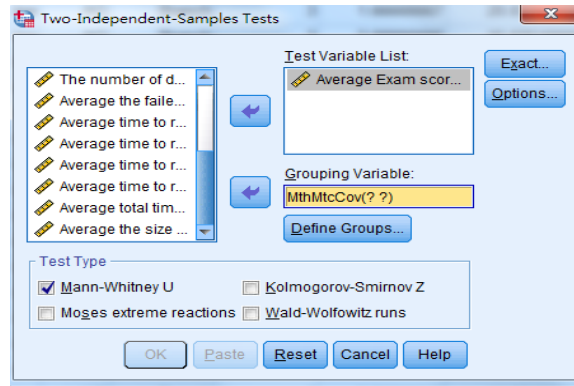 Two-Independent-Samples Tests
x
Test Variable List:
The number of d...
Average the faile...
Average time to r...
Average time to r...
Average time to r...
Average time to r...
Average total tim...
Average the size ...
Average Exam scor...
Exact...
Options...
Grouping Variable:
MthMtcCov(? ?)
Define Groups...
Test Type
Mann-Whitney U
Kolmogorov-Smirnov Z
Moses extreme reactions
Wald-Wolfowitz runs
OK
Paste
Reset
Cancel
Help